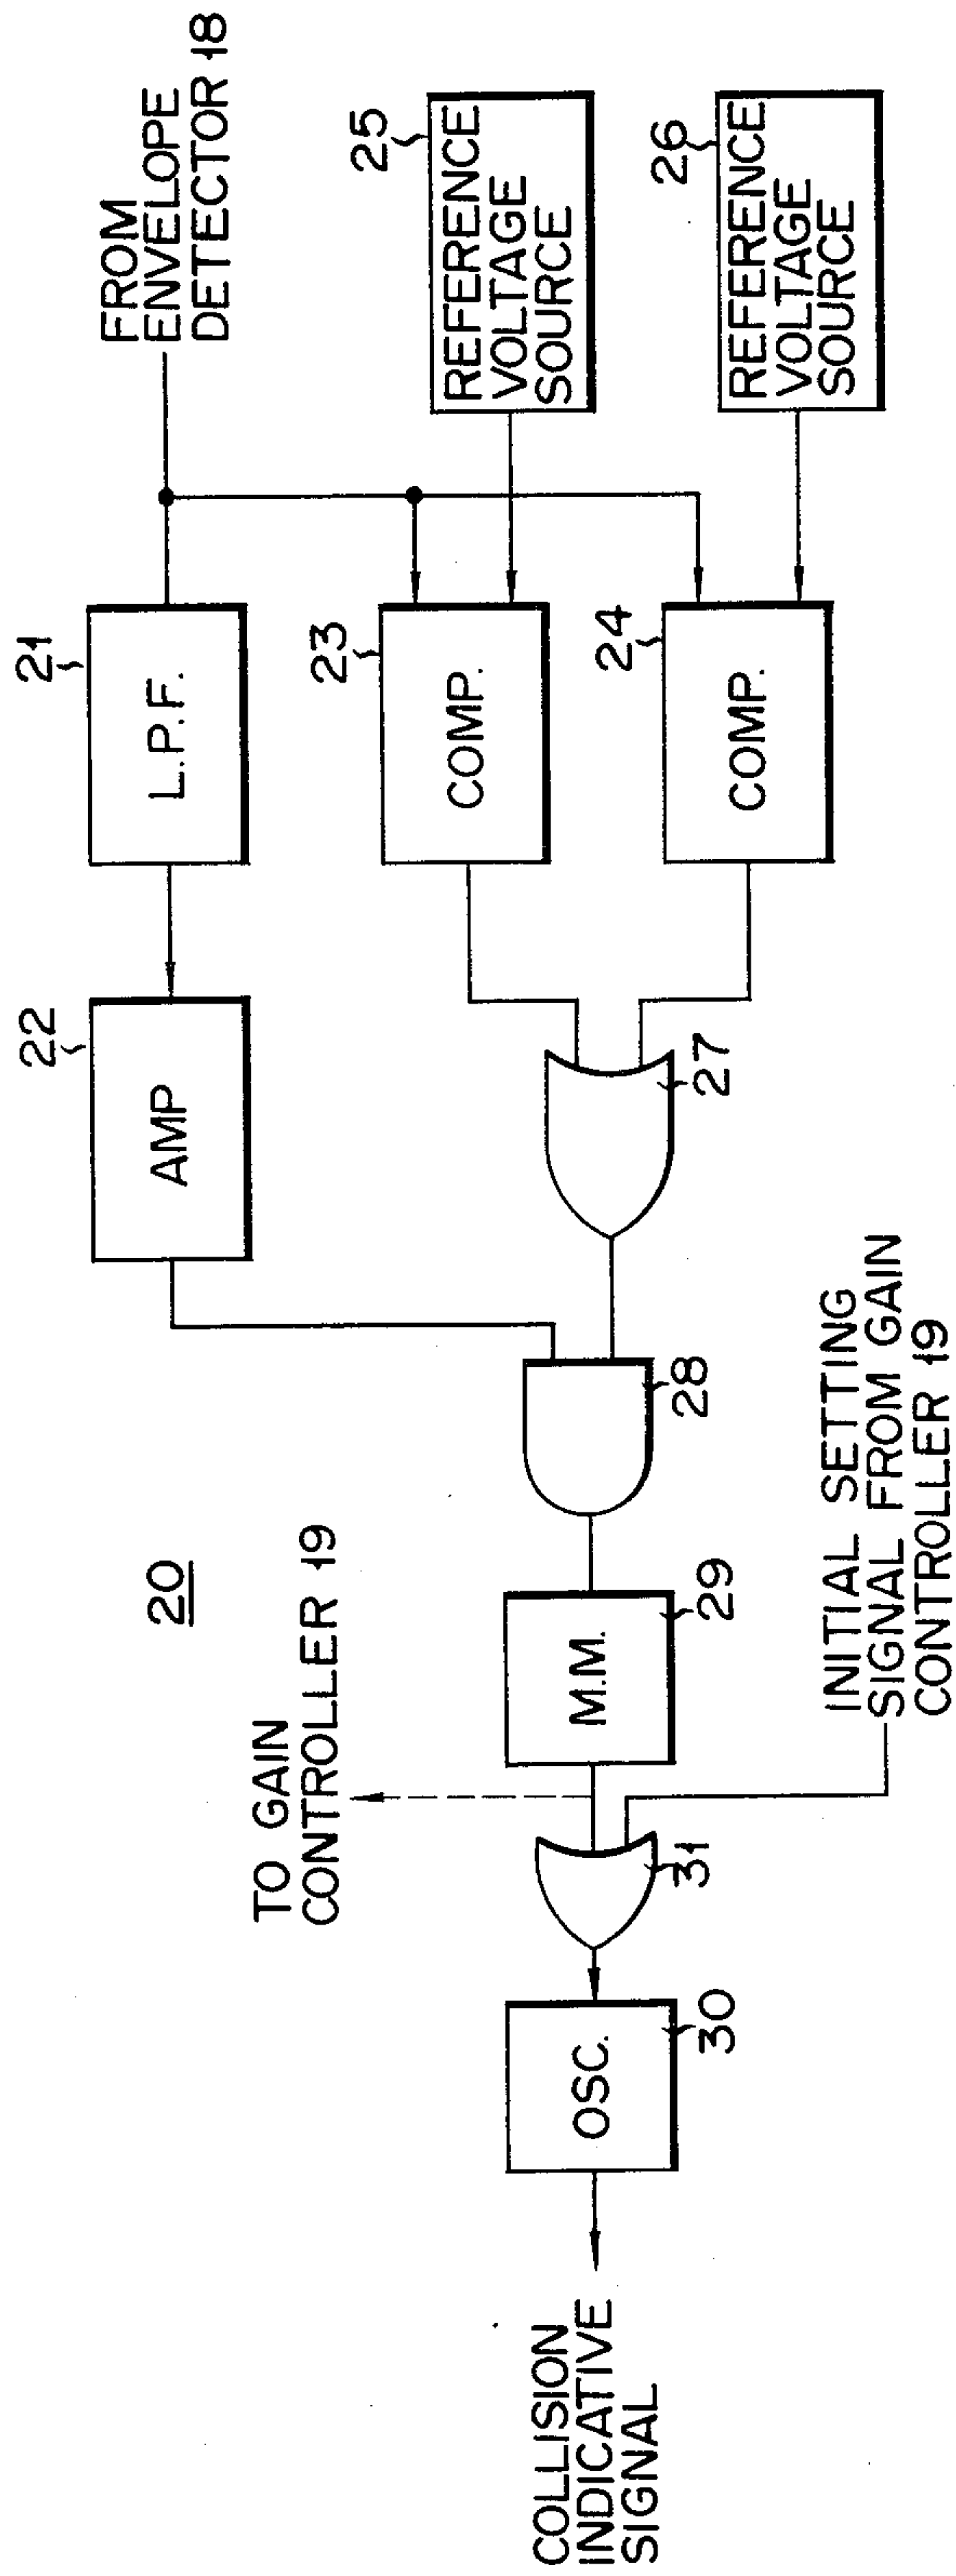 FROM
ENVELOPE
DETECTOR 18
25
REFERENCE
VOLTAGE
SOURCE
26
REFERENCE
VOLTAGE
SOURCE
21
L.P.F.
23
COMP.
24
COMP.
22
AMP
27
28
20
29
M.M.
TO GAIN
CONTROLLER 19
INITIAL SETTING
SIGNAL FROM GAIN
CONTROLLER 19
31
30
OSC.
COLLISION
INDICATIVE
SIGNAL